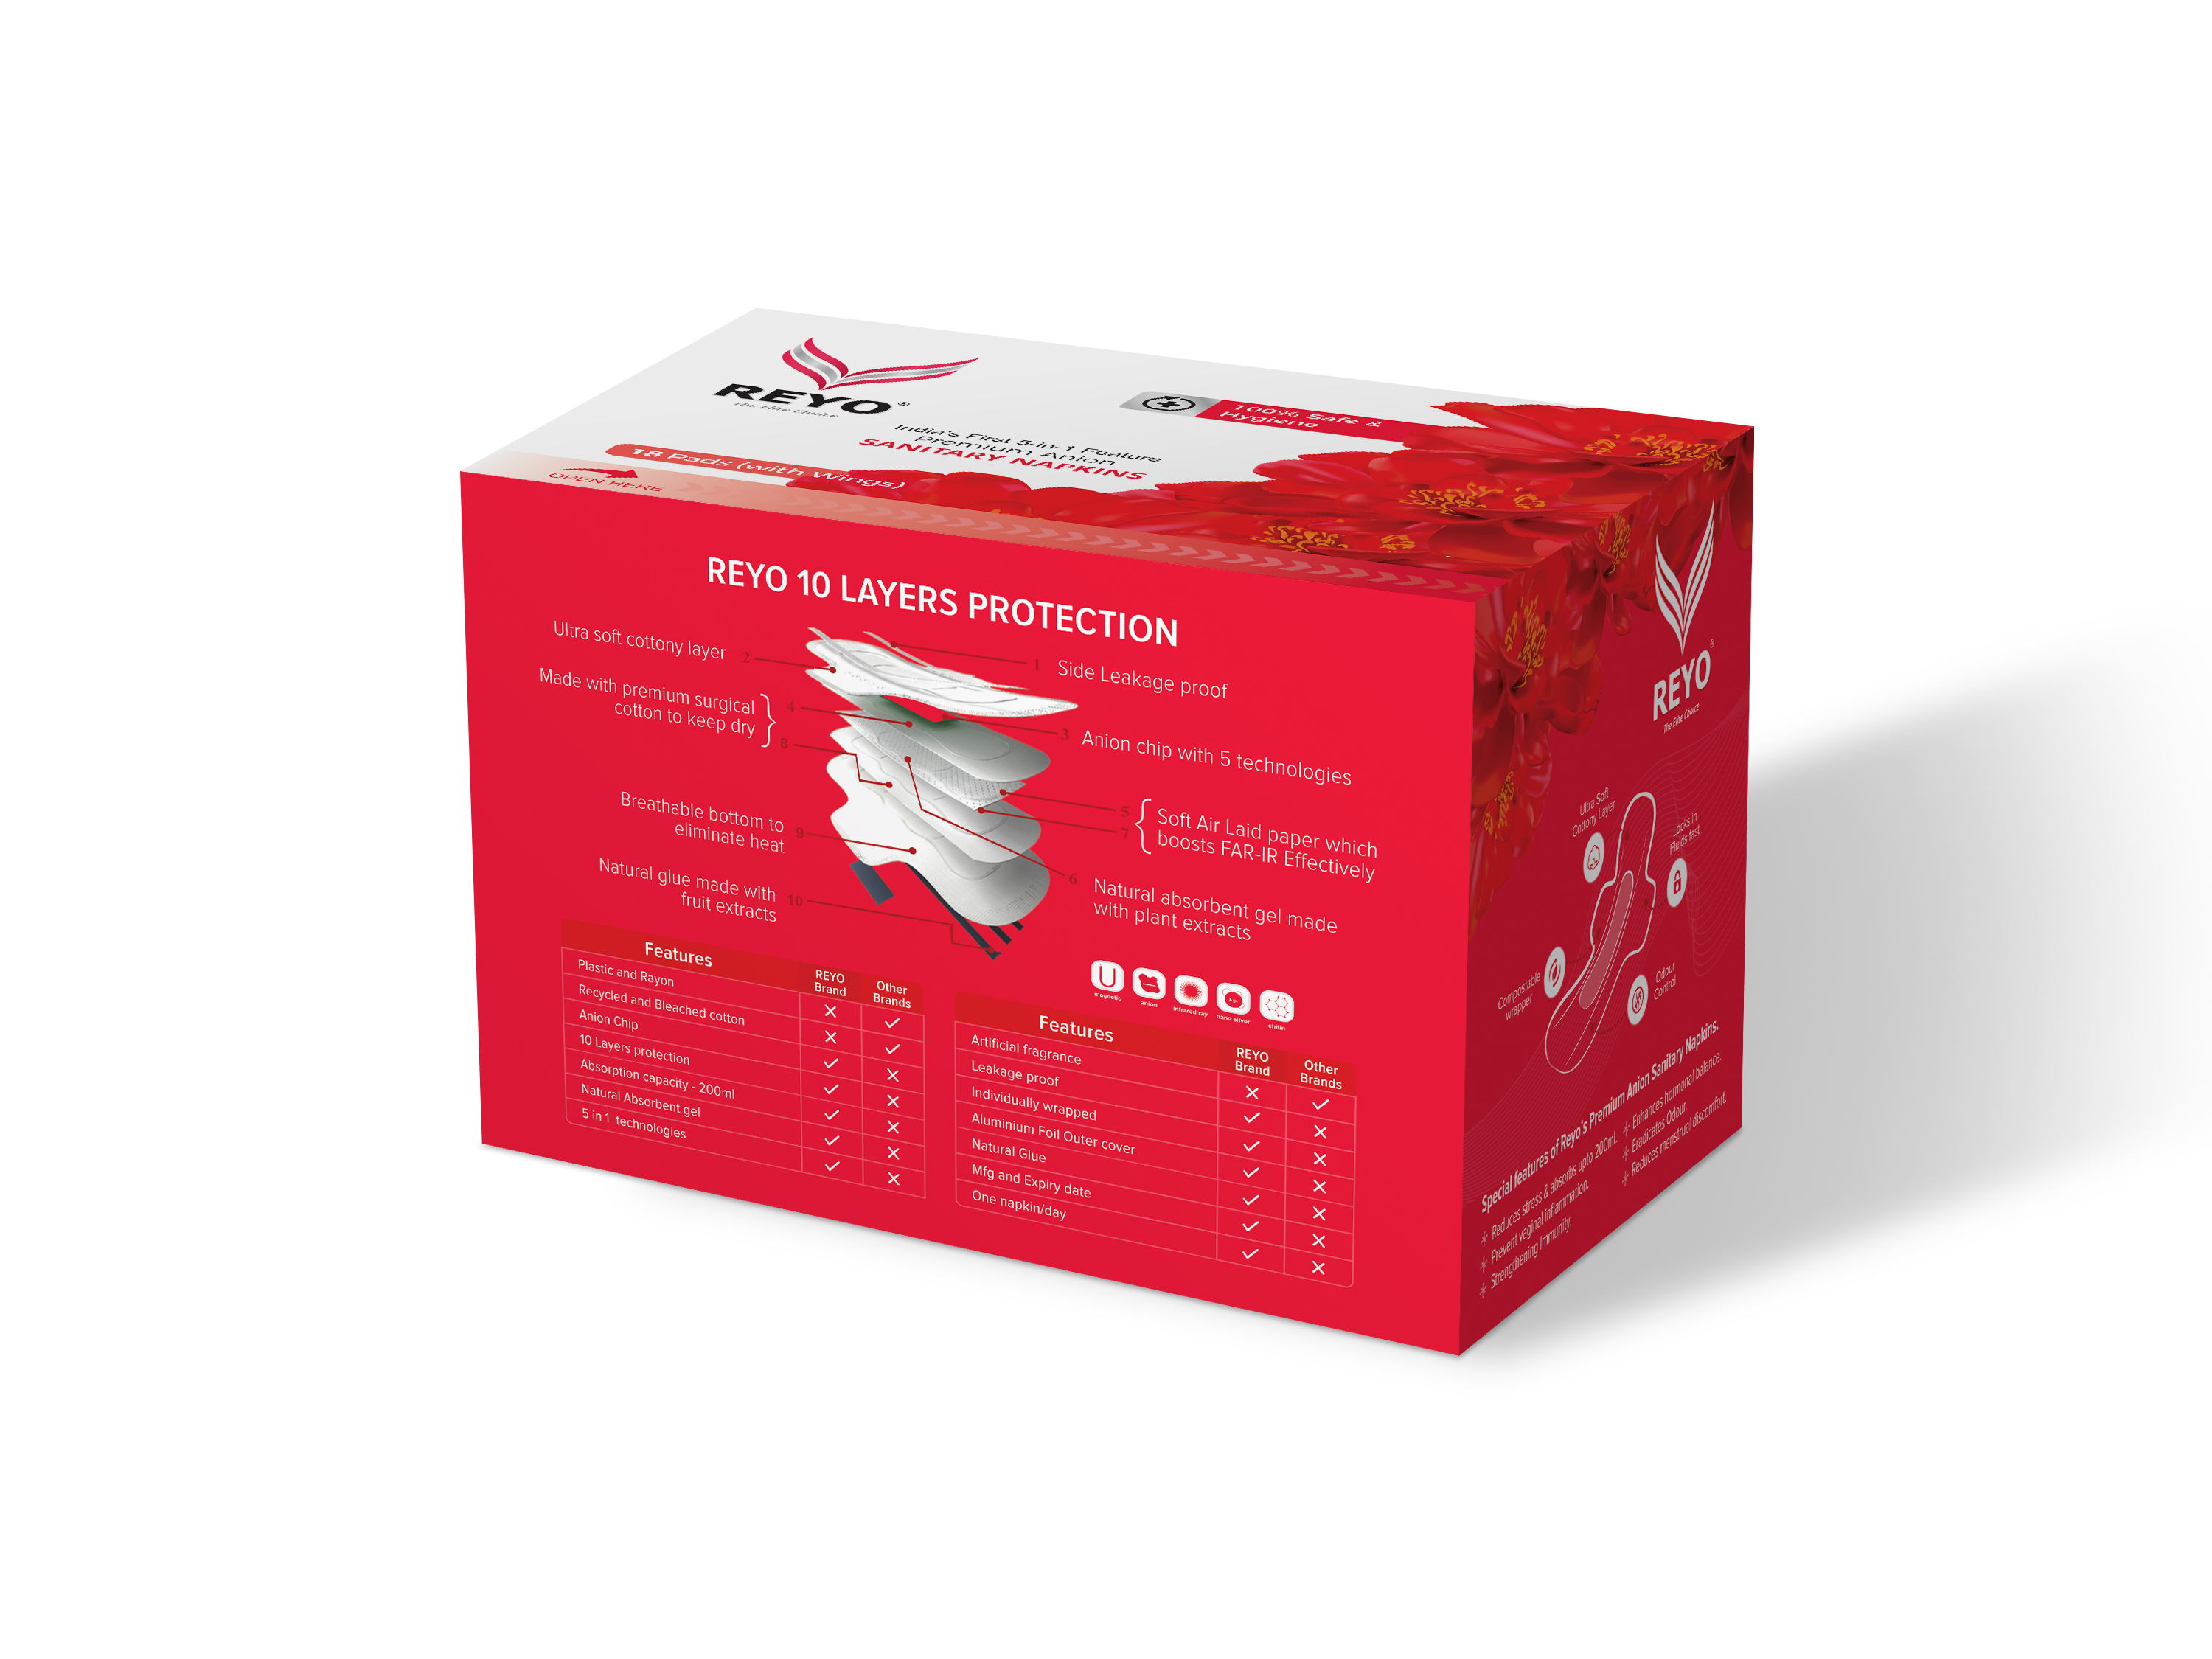 REYO®
The Elite Choice
100% Safe &
Hygiene
India's First 5-in-1 Feature
Premium Anion
SANITARY NAPKINS
18 Pads (with Wings)
OPEN HERE
REYO 10 LAYERS PROTECTION
Ultra soft cottony layer
2
1
Side Leakage proof
Made with premium surgical
cotton to keep dry
4
8
3
Anion chip with 5 technologies
5
7
Soft Air Laid paper which
boosts FAR-IR Effectively
Breathable bottom to
eliminate heat
9
6
Natural absorbent gel made
with plant extracts
Natural glue made with
fruit extracts
10
magnetic
anion
infrared ray
nano silver
chitin
Features
REYO
Brand
Other
Brands
Plastic and Rayon ✕ ✓
Recycled and Bleached cotton ✕ ✓
Anion Chip ✓ ✕
10 Layers protection ✓ ✕
Absorption capacity - 200ml ✓ ✕
Natural Absorbent gel ✓ ✕
5 in 1 technologies ✓ ✕
Features
REYO
Brand
Other
Brands
Artificial fragrance ✕ ✓
Leakage proof ✓ ✕
Individually wrapped ✓ ✕
Aluminium Foil Outer cover ✓ ✕
Natural Glue ✓ ✕
Mfg and Expiry date ✓ ✕
One napkin/day ✓ ✕
REYO®
The Elite Choice
Ultra Soft
Cottony Layer
Locks in
Fluids fast
Compostable
wrapper
Odour
Control
Special features of Reyo's Premium Anion Sanitary Napkins.
Reduces stress & absorbs upto 200ml.
Prevent vaginal inflammation.
Strengthening Immunity.
Enhances hormonal balance.
Eradicates Odour.
Reduces menstrual discomfort.